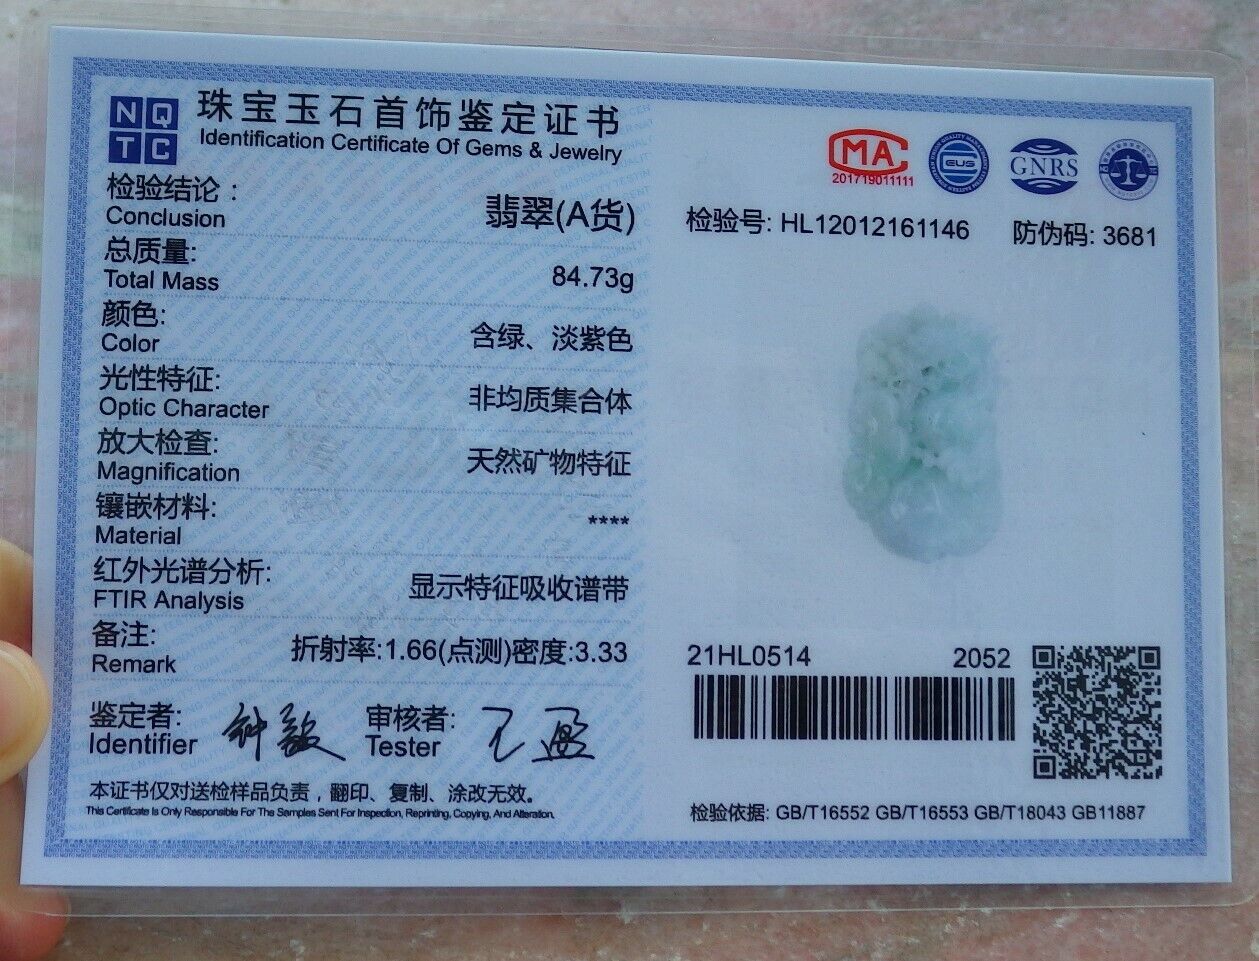 NQ
TC
珠宝玉石首饰鉴定证书
Identification Certificate Of Gems & Jewelry
检验结论：
Conclusion
翡翠(A货)
总质量:
Total Mass
84.73g
颜色:
Color
含绿、淡紫色
光性特征:
Optic Character
非均质集合体
放大检查:
Magnification
天然矿物特征
镶嵌材料:
Material
****
红外光谱分析:
FTIR Analysis
显示特征吸收谱带
备注:
Remark
折射率:1.66(点测)密度:3.33
鉴定者:
Identifier
审核者:
Tester
本证书仅对送检样品负责，翻印、复制、涂改无效。
This Certificate Is Only Responsible For The Samples Sent For Inspection, Reprinting, Copying, And Alteration.
MA
201719011111
EUS
GNRS
检验号: HL12012161146
防伪码: 3681
21HL0514
2052
检验依据: GB/T16552 GB/T16553 GB/T18043 GB11887